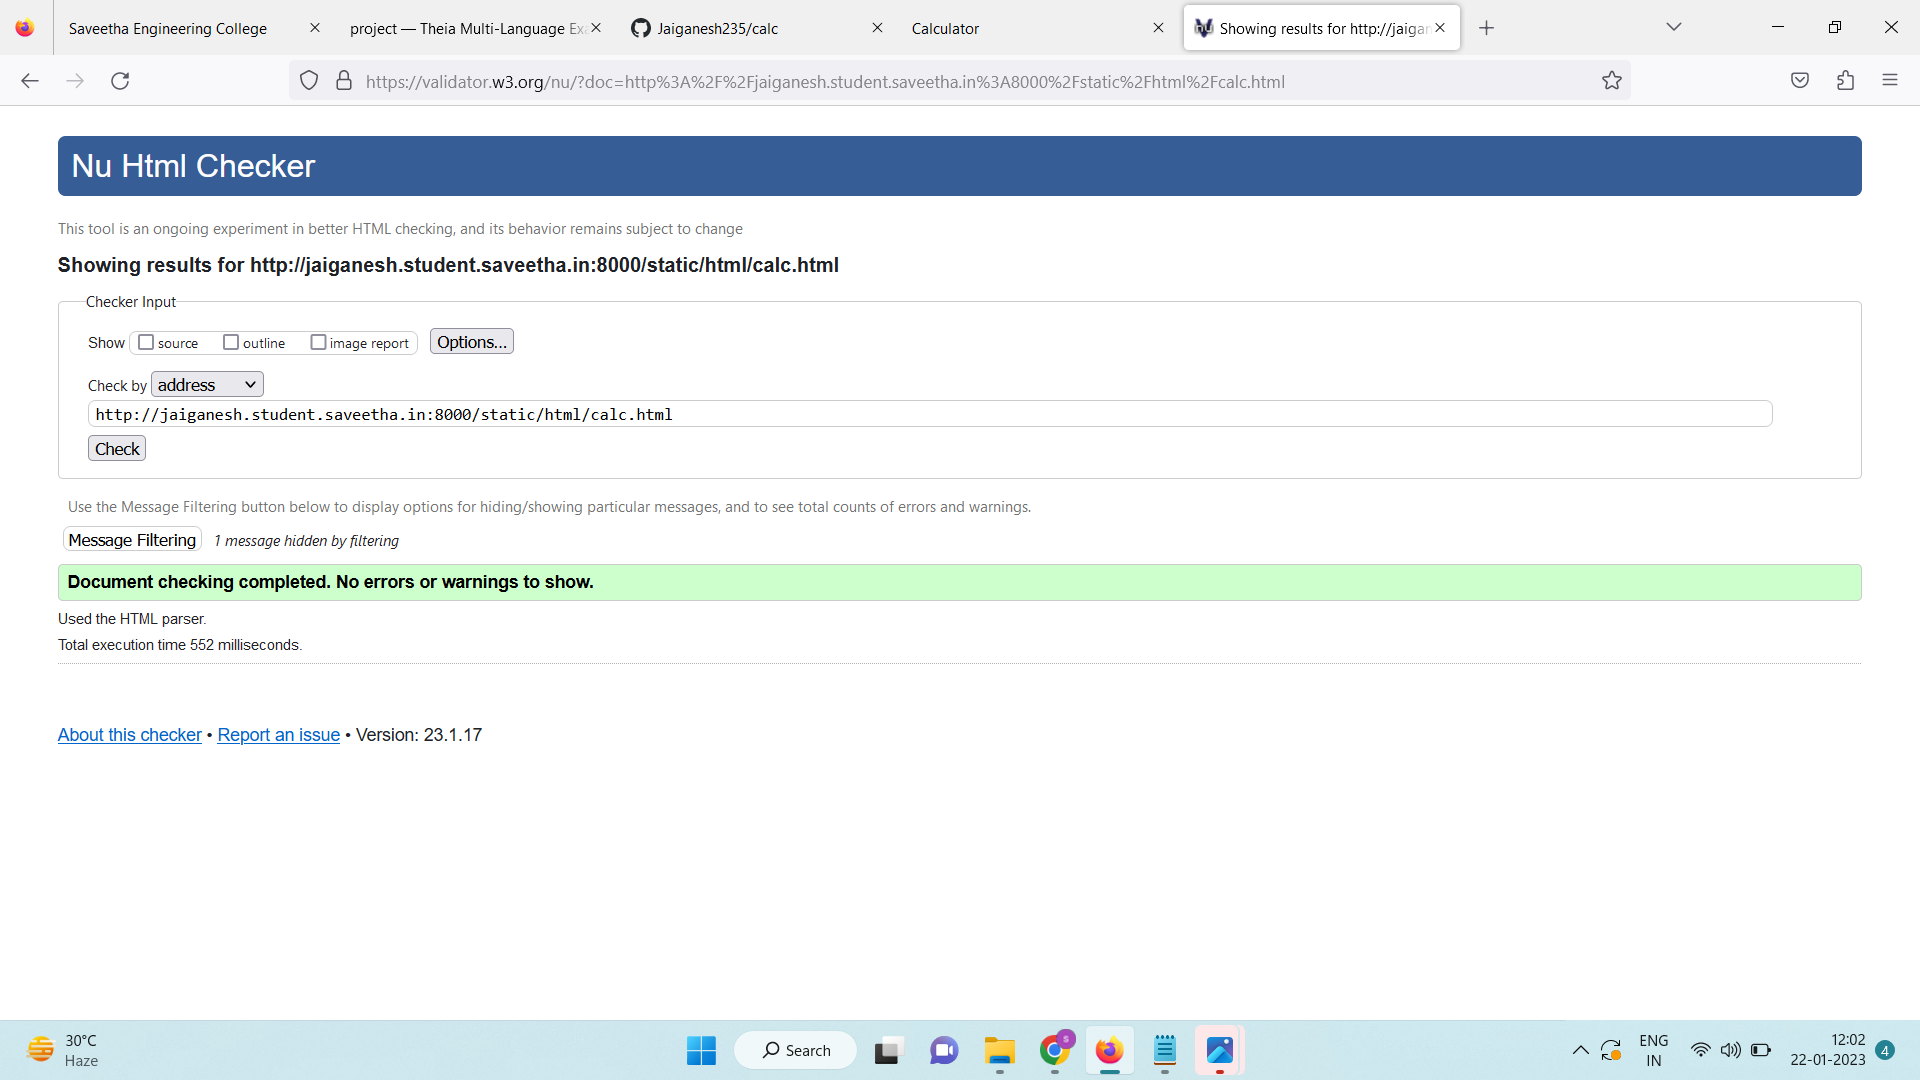 Saveetha Engineering College
project — Theia Multi-Language Exa
Jaiganesh235/calc
Calculator
Showing results for http://jaigan
https://validator.w3.org/nu/?doc=http%3A%2F%2Fjaiganesh.student.saveetha.in%3A8000%2Fstatic%2Fhtml%2Fcalc.html
Nu Html Checker
This tool is an ongoing experiment in better HTML checking, and its behavior remains subject to change
Showing results for http://jaiganesh.student.saveetha.in:8000/static/html/calc.html
Checker Input
Show source outline image report Options...
Check by address
http://jaiganesh.student.saveetha.in:8000/static/html/calc.html
Check
Use the Message Filtering button below to display options for hiding/showing particular messages, and to see total counts of errors and warnings.
Message Filtering 1 message hidden by filtering
Document checking completed. No errors or warnings to show.
Used the HTML parser.
Total execution time 552 milliseconds.
About this checker • Report an issue • Version: 23.1.17
30°C
Haze
Search
S
ENG
IN
12:02
22-01-2023
4